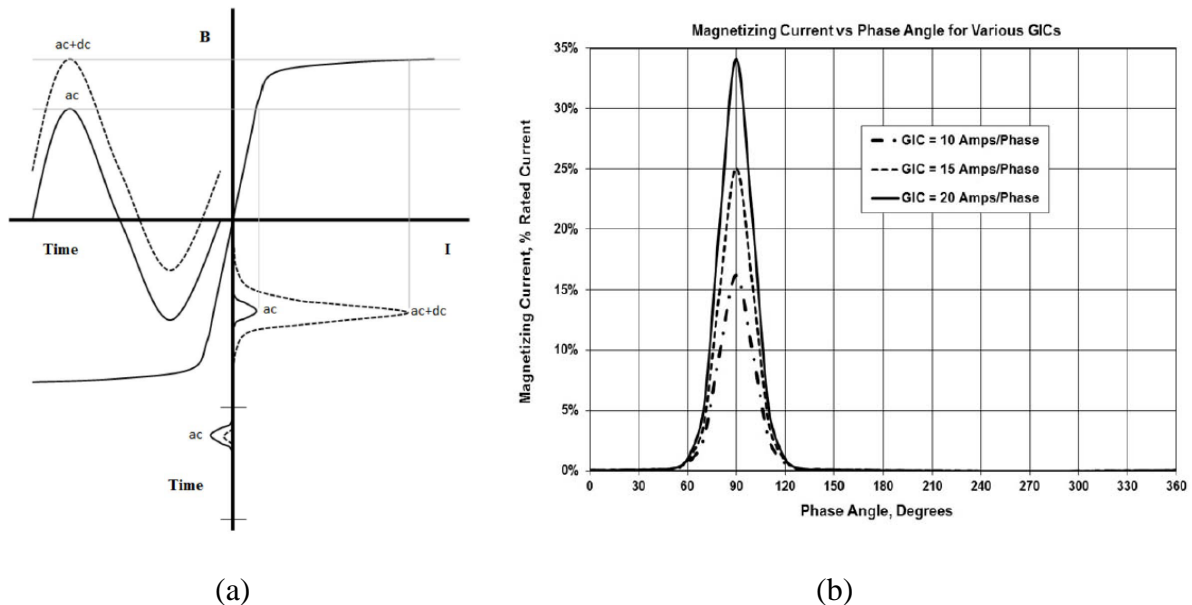 B
ac+dc
ac
I
Time
ac
ac+dc
ac
Time
(a)
Magnetizing Current vs Phase Angle for Various GICs
Magnetizing Current, % Rated Current
35%
30%
25%
20%
15%
10%
5%
0%
GIC = 10 Amps/Phase
GIC = 15 Amps/Phase
GIC = 20 Amps/Phase
0 30 60 90 120 150 180 210 240 270 300 330 360
Phase Angle, Degrees
(b)